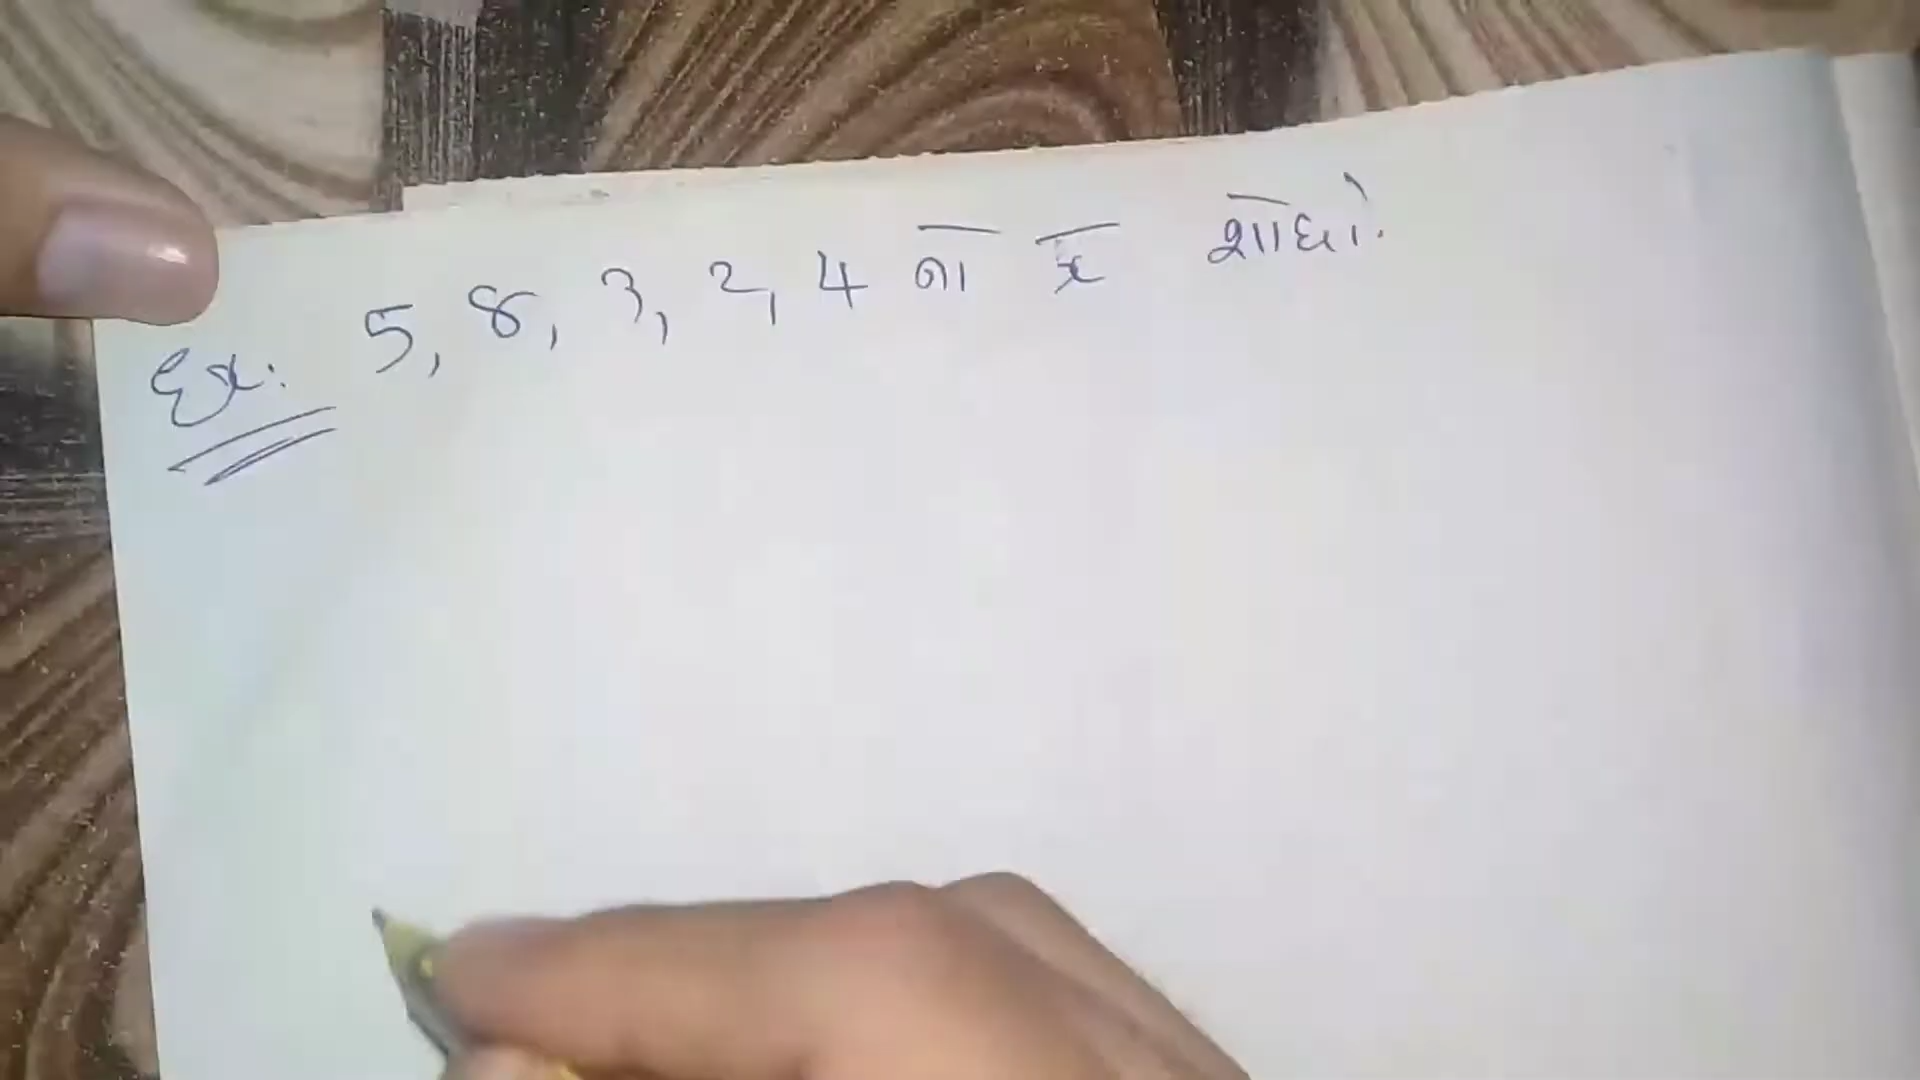 Ex. 5, 8, 3, 2, 4 ના x̄ શોધો.